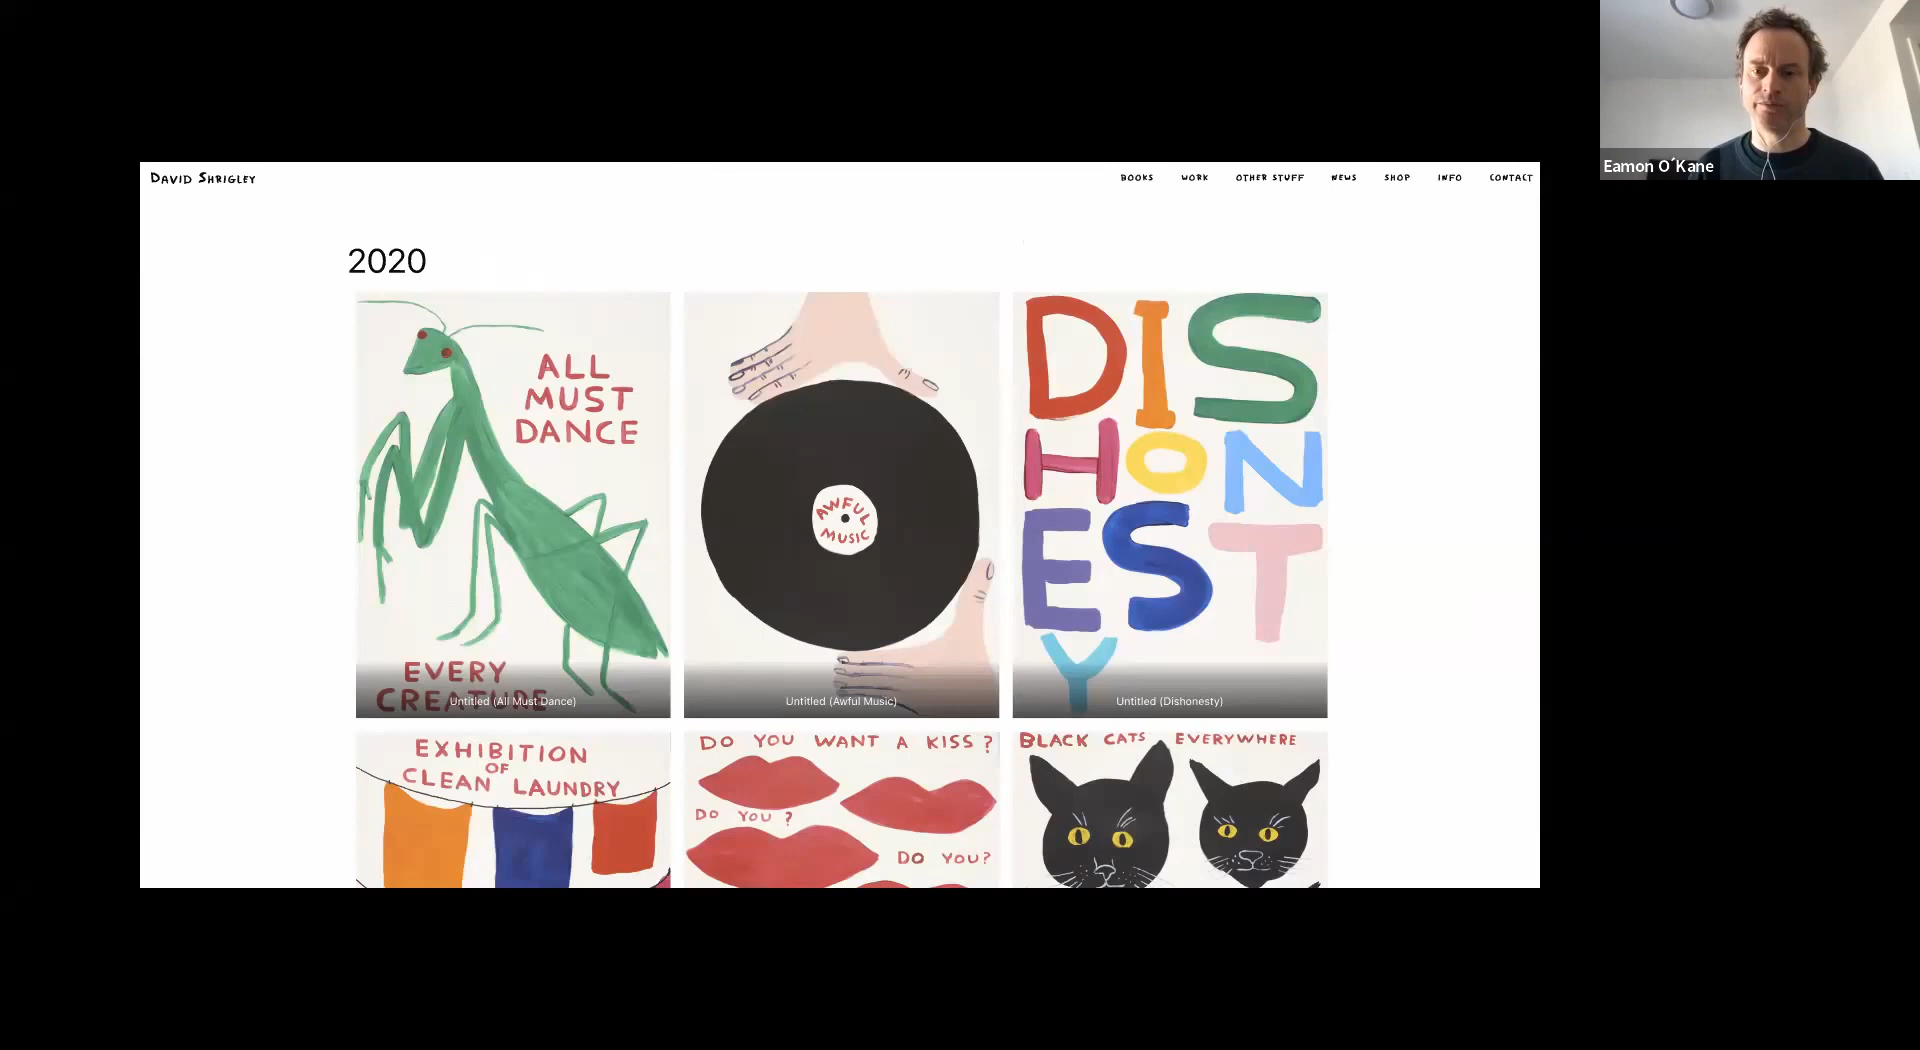 DAVID SHRIGLEY
BOOKS WORK OTHER STUFF NEWS SHOP INFO CONTACT
Eamon O´Kane
2020
ALL
MUST
DANCE
EVERY
CREATURE
Untitled (All Must Dance)
AWFUL
MUSIC
Untitled (Awful Music)
DIS
HON
EST
Y
Untitled (Dishonesty)
EXHIBITION
OF
CLEAN LAUNDRY
DO YOU WANT A KISS?
DO YOU?
DO YOU?
BLACK CATS EVERYWHERE